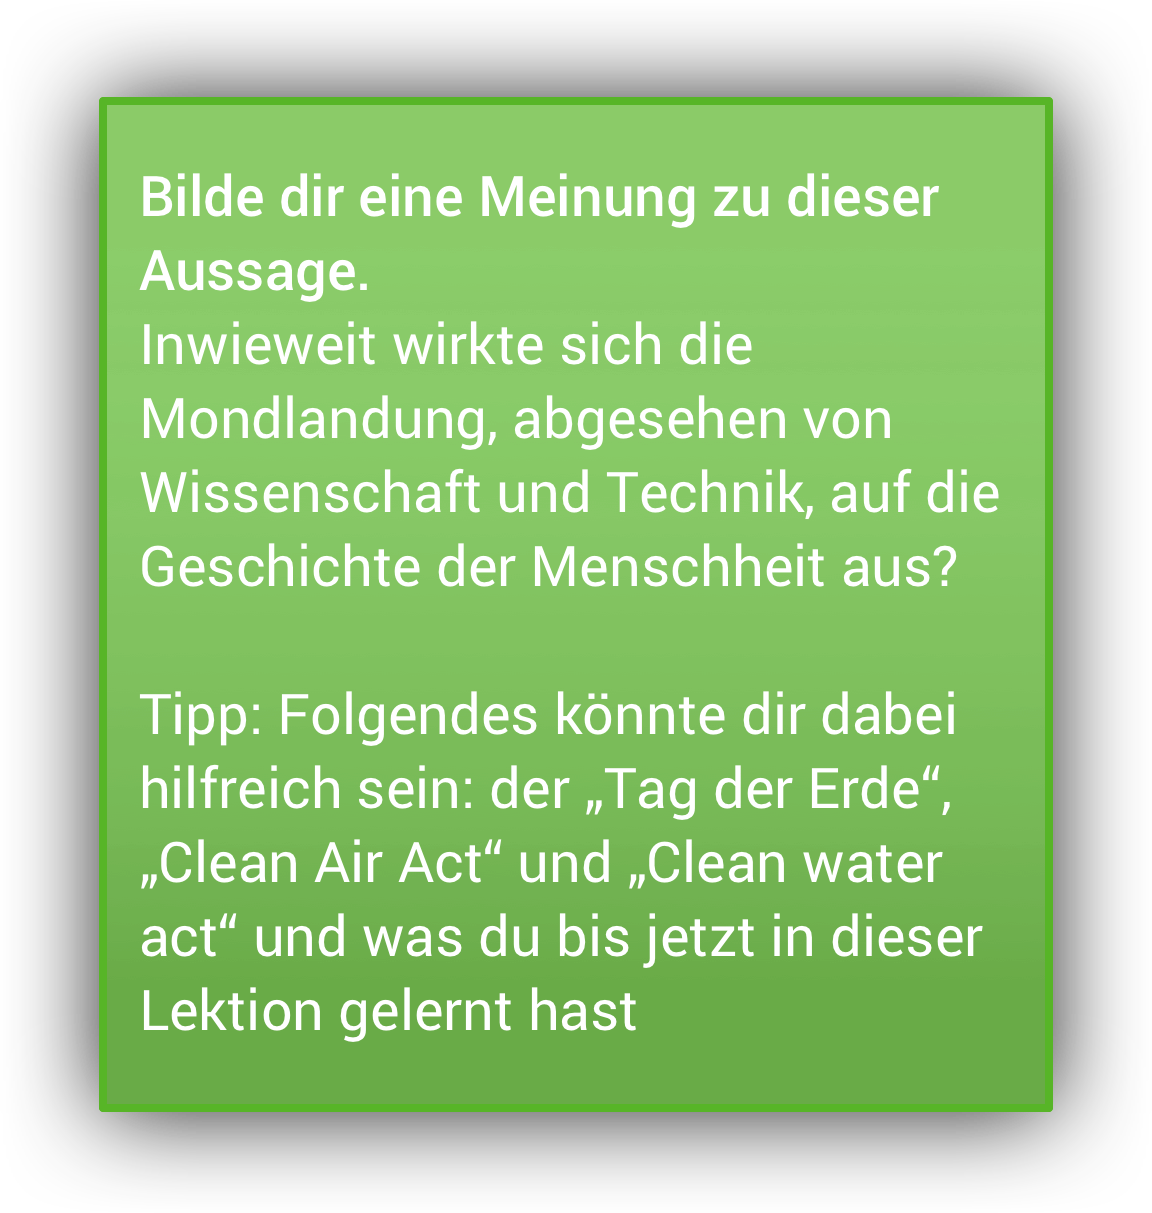 Bilde dir eine Meinung zu dieser
Aussage.
Inwieweit wirkte sich die
Mondlandung, abgesehen von
Wissenschaft und Technik, auf die
Geschichte der Menschheit aus?
Tipp: Folgendes könnte dir dabei
hilfreich sein: der „Tag der Erde“,
„Clean Air Act“ und „Clean water
act“ und was du bis jetzt in dieser
Lektion gelernt hast